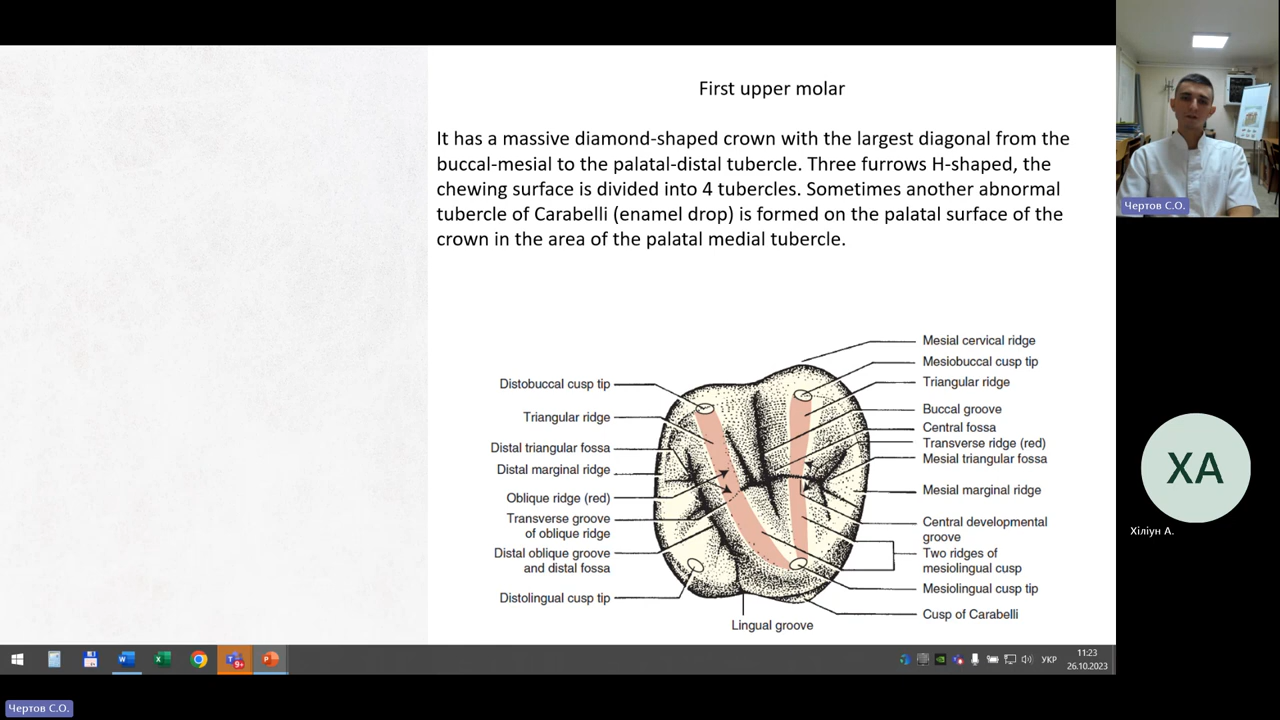 First upper molar
It has a massive diamond-shaped crown with the largest diagonal from the
buccal-mesial to the palatal-distal tubercle. Three furrows H-shaped, the
chewing surface is divided into 4 tubercles. Sometimes another abnormal
tubercle of Carabelli (enamel drop) is formed on the palatal surface of the
crown in the area of the palatal medial tubercle.
Distobuccal cusp tip
Triangular ridge
Distal triangular fossa
Distal marginal ridge
Oblique ridge (red)
Transverse groove
of oblique ridge
Distal oblique groove
and distal fossa
Distolingual cusp tip
Lingual groove
Mesial cervical ridge
Mesiobuccal cusp tip
Triangular ridge
Buccal groove
Central fossa
Transverse ridge (red)
Mesial triangular fossa
Mesial marginal ridge
Central developmental
groove
Two ridges of
mesiolingual cusp
Mesiolingual cusp tip
Cusp of Carabelli
Чертов С.О.
ХА
Хіліун А.
9+
УКР
11:23
26.10.2023
Чертов С.О.